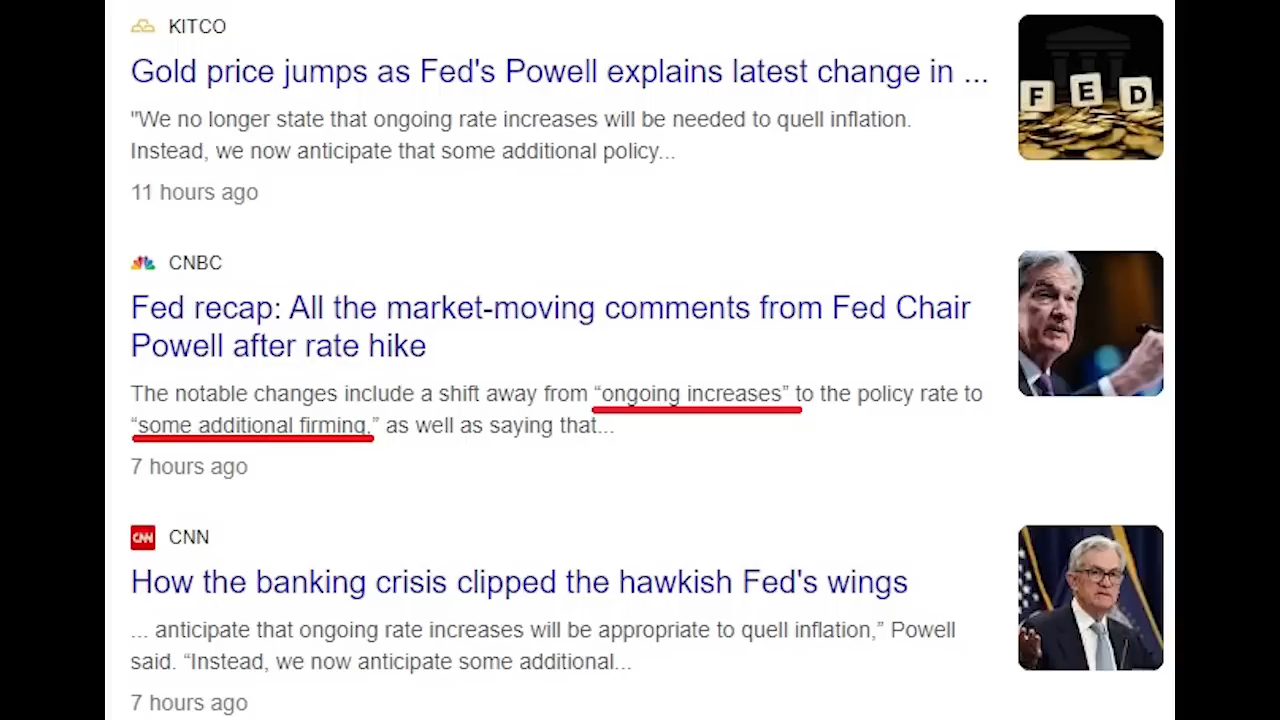 KITCO
Gold price jumps as Fed's Powell explains latest change in ...
"We no longer state that ongoing rate increases will be needed to quell inflation.
Instead, we now anticipate that some additional policy...
11 hours ago
F E D
CNBC
Fed recap: All the market-moving comments from Fed Chair
Powell after rate hike
The notable changes include a shift away from “ongoing increases” to the policy rate to
“some additional firming,” as well as saying that...
7 hours ago
CNN CNN
How the banking crisis clipped the hawkish Fed's wings
... anticipate that ongoing rate increases will be appropriate to quell inflation,” Powell
said. “Instead, we now anticipate some additional...
7 hours ago